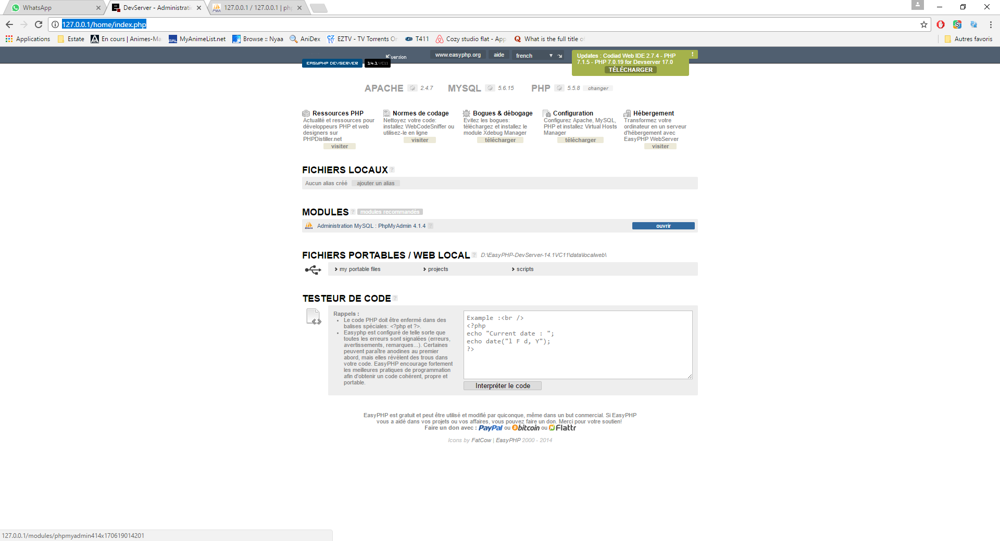 WhatsApp
DevServer - Administrati
127.0.0.1 / 127.0.0.1 | ph
127.0.0.1/home/index.php
Applications
Estate
En cours | Animes-Ma
MyAnimeList.net
Browse :: Nyaa
AniDex
EZTV - TV Torrents On
T411
Cozy studio flat - App
What is the full title of
Autres favoris
EASYPHP DEVSERVER 14.1 VC11
version
www.easyphp.org
aide
french
Updates : Codiad Web IDE 2.7.4 - PHP
7.1.5 - PHP 7.0.19 for Devserver 17.0
TÉLÉCHARGER
!
APACHE 2.4.7 MYSQL 5.6.15 PHP 5.5.8 changer
Ressources PHP
Actualité et ressources pour
développeurs PHP et web
designers sur
PHPDistiller.net
visiter
Normes de codage
Nettoyez votre code:
installez WebCodeSniffer ou
utilisez-le en ligne
visiter
Bogues & débogage
Evitez les bogues:
téléchargez et installez le
module Xdebug Manager
télécharger
Configuration
Configurez Apache, MySQL,
PHP et installez Virtual Hosts
Manager
télécharger
Hébergement
Transformez votre
ordinateur en un serveur
d'hébergement avec
EasyPHP WebServer
visiter
FICHIERS LOCAUX ?
Aucun alias créé ajouter un alias
MODULES ? modules recommandés
PMA Administration MySQL : PhpMyAdmin 4.1.4 ? ouvrir
FICHIERS PORTABLES / WEB LOCAL ? D:\EasyPHP-DevServer-14.1VC11\data\localweb\
my portable files projects scripts
TESTEUR DE CODE ?
Rappels :
• Le code PHP doit être enfermé dans des
balises spéciales: <?php et ?>.
• Easyphp est configuré de telle sorte que
toutes les erreurs sont signalées (erreurs,
avertissements, remarques...). Certaines
peuvent paraître anodines au premier
abord, mais elles révèlent des trous dans
votre code. EasyPHP encourage fortement
les meilleures pratiques de programmation
afin d'obtenir un code cohérent, propre et
portable.
Example :<br />
<?php
echo "Current date : ";
echo date("l F d, Y");
?>
Interpréter le code
EasyPHP est gratuit et peut être utilisé et modifié par quiconque, même dans un but conmercial. Si EasyPHP
vous a aidé dans vos projets ou vos affaires, vous pouvez faire un don. Merci pour votre soutien!
Faire un don avec : PayPal ou bitcoin ou Flattr
Icons by FatCow | EasyPHP 2000 - 2014
127.0.0.1/modules/phpmyadmin414x170619014201